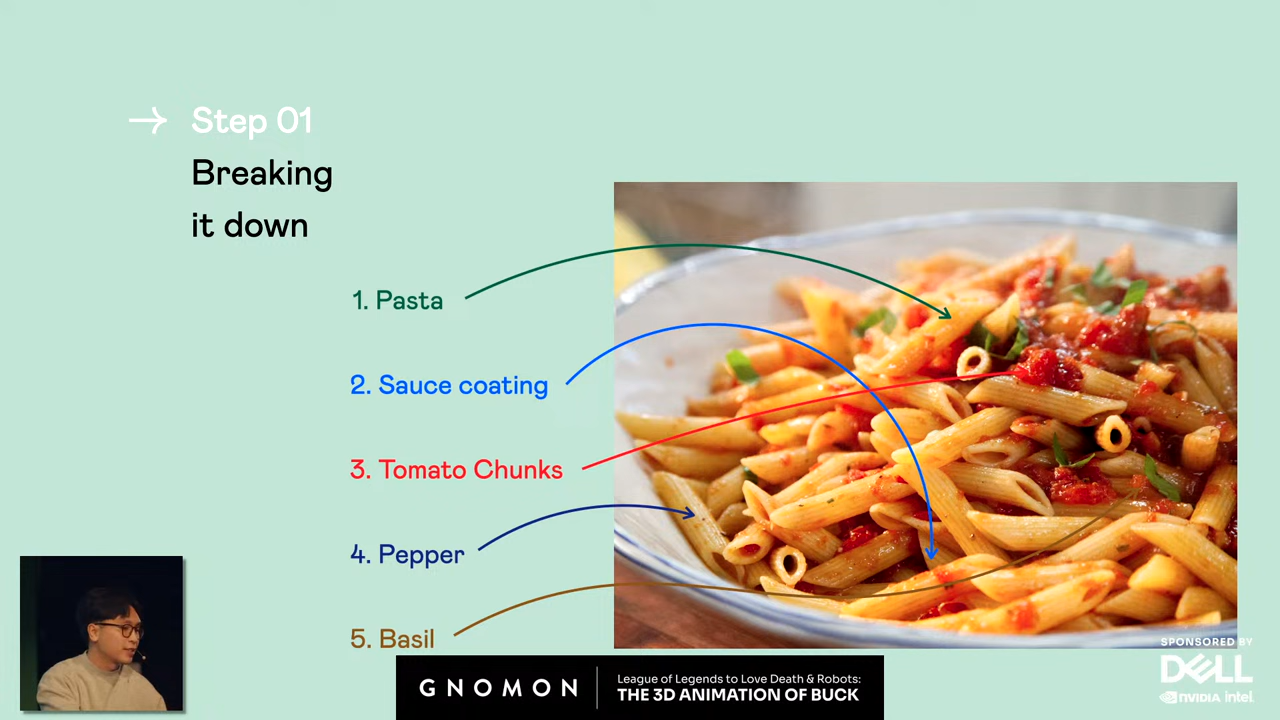 Step 01
Breaking
it down
1. Pasta
2. Sauce coating
3. Tomato Chunks
4. Pepper
5. Basil
GNOMON
League of Legends to Love Death & Robots:
THE 3D ANIMATION OF BUCK
SPONSORED BY
DELL
NVIDIA intel